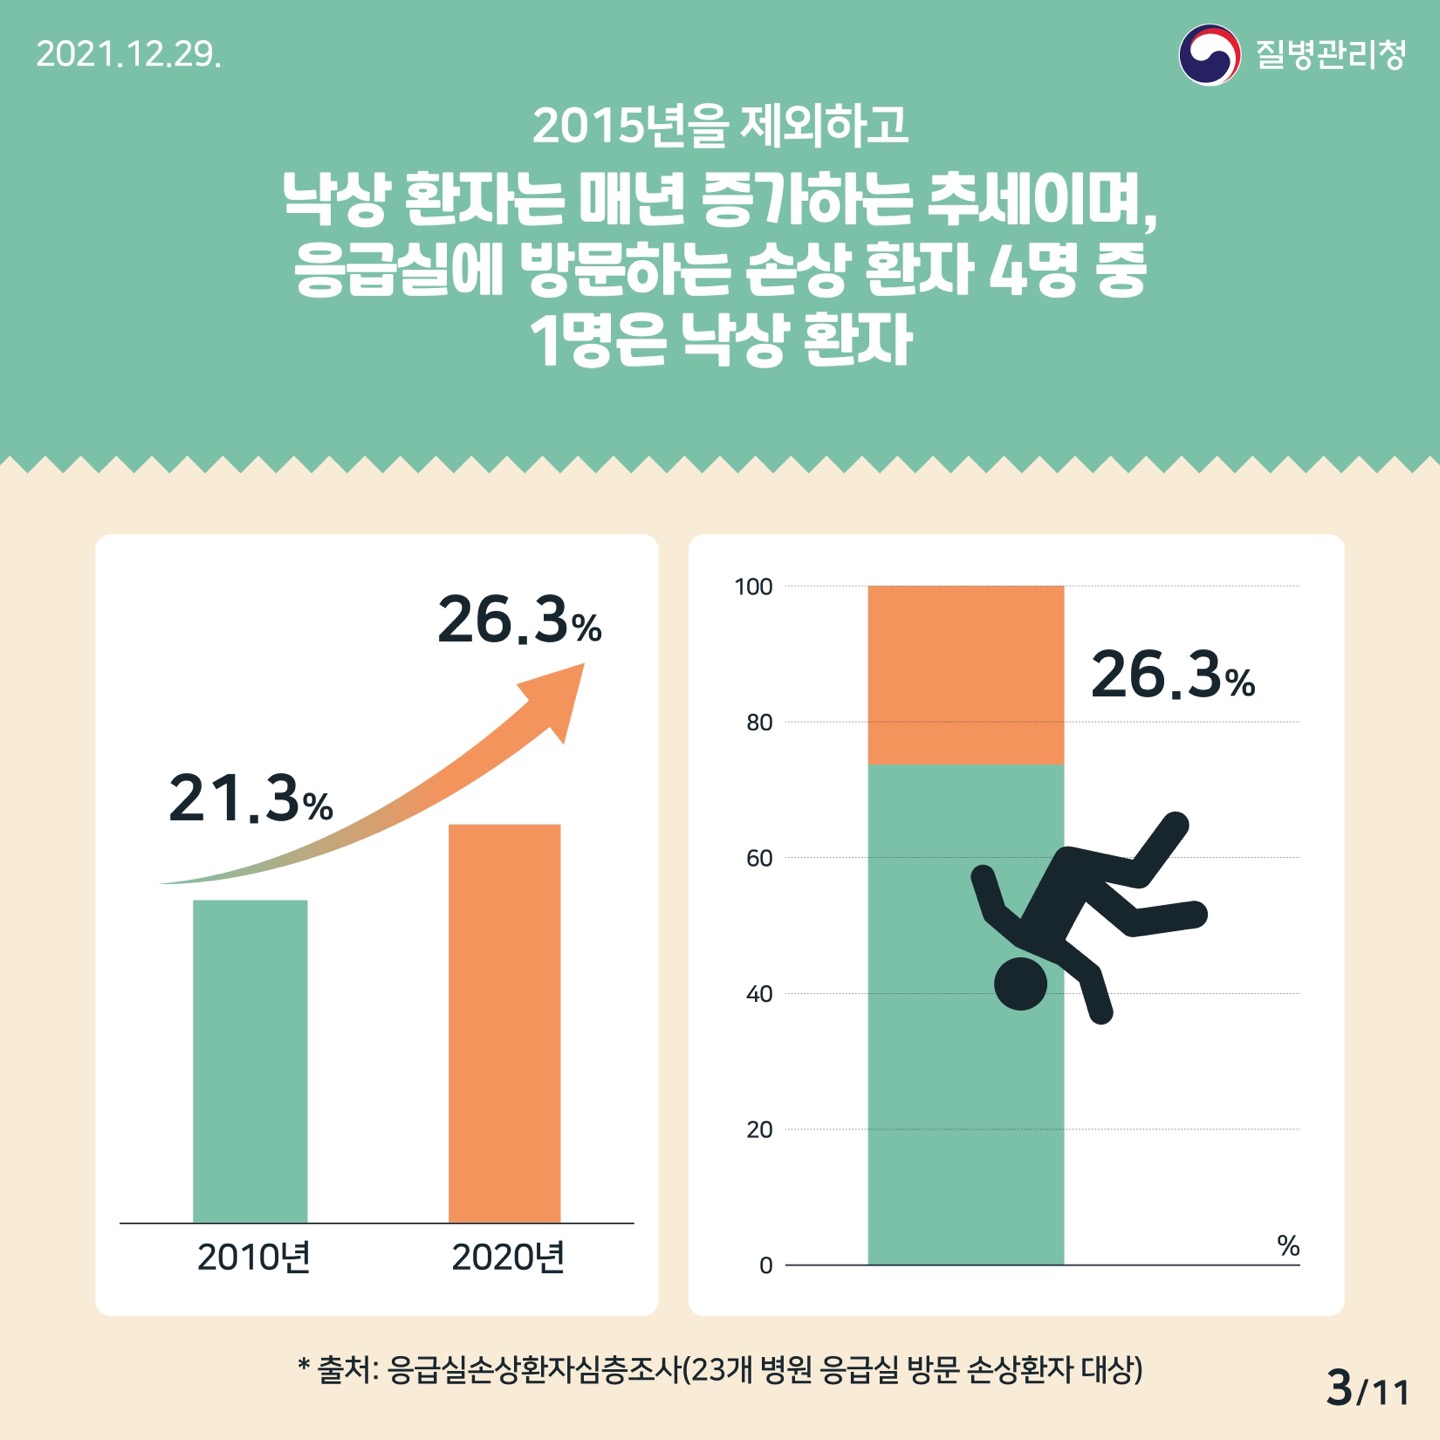 2021.12.29.
질병관리청
2015년을 제외하고
낙상 환자는 매년 증가하는 추세이며,
응급실에 방문하는 손상 환자 4명 중
1명은 낙상 환자
26.3%
21.3%
2010년
2020년
100
80
60
40
20
0
26.3%
%
* 출처: 응급실손상환자심층조사(23개 병원 응급실 방문 손상환자 대상)
3/11